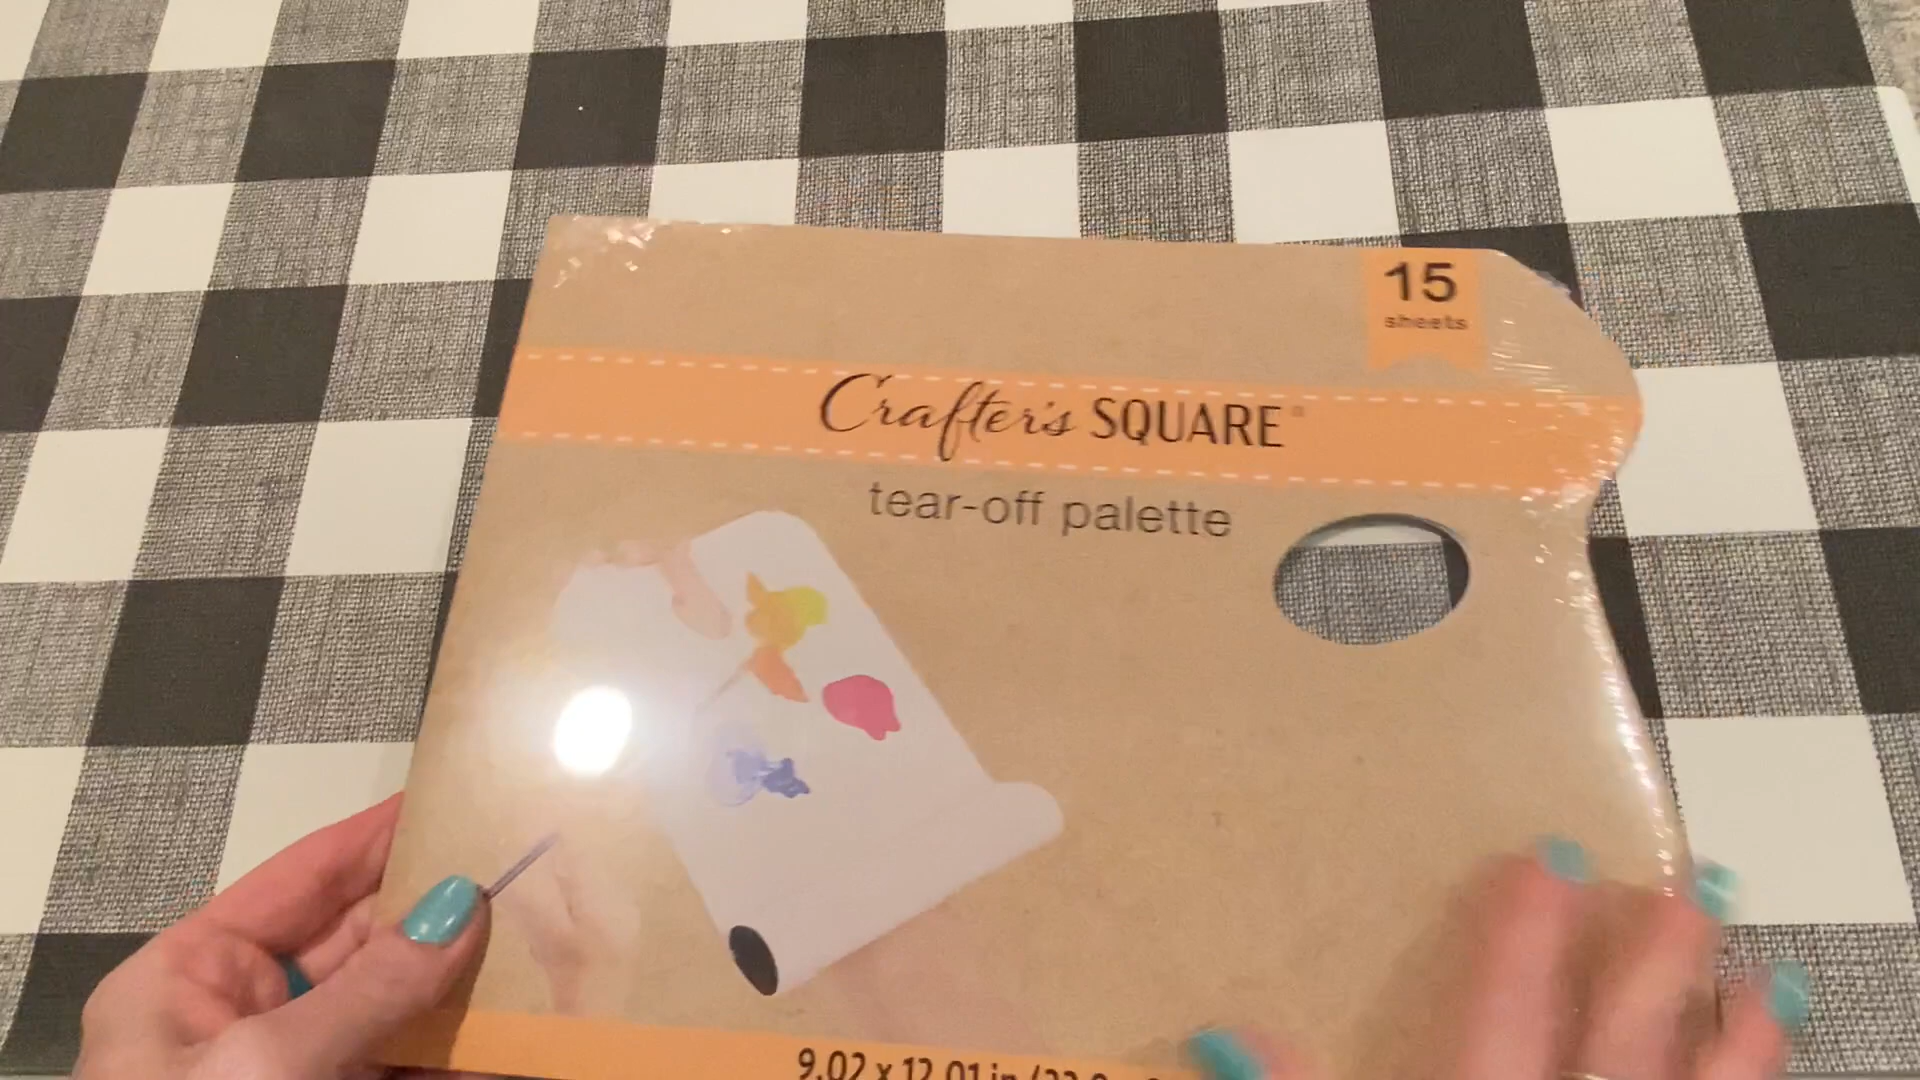 15
sheets
Crafter's SQUARE
tear-off palette
9.02 x 12.01 in